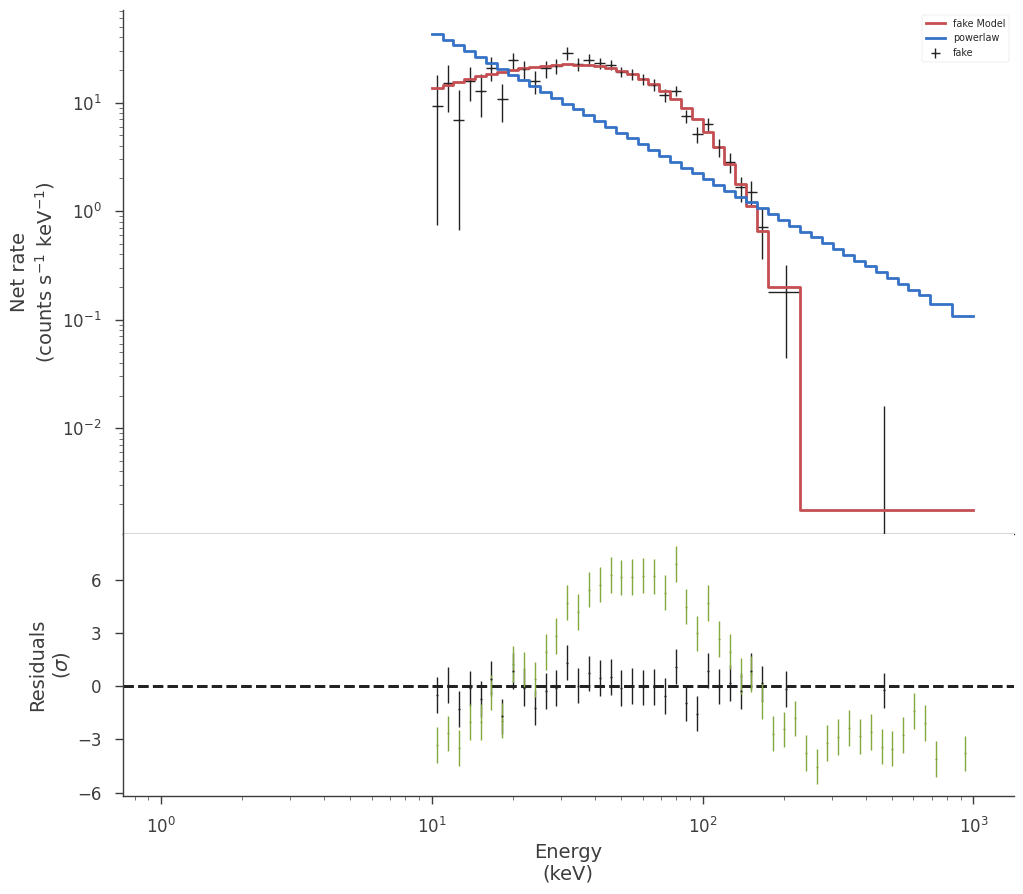 fake Model
powerlaw
fake
10¹
10⁰
10⁻¹
10⁻²
Net rate
(counts s⁻¹ keV⁻¹)
6
3
0
−3
−6
Residuals
(σ)
10⁰ 10¹ 10² 10³
Energy
(keV)